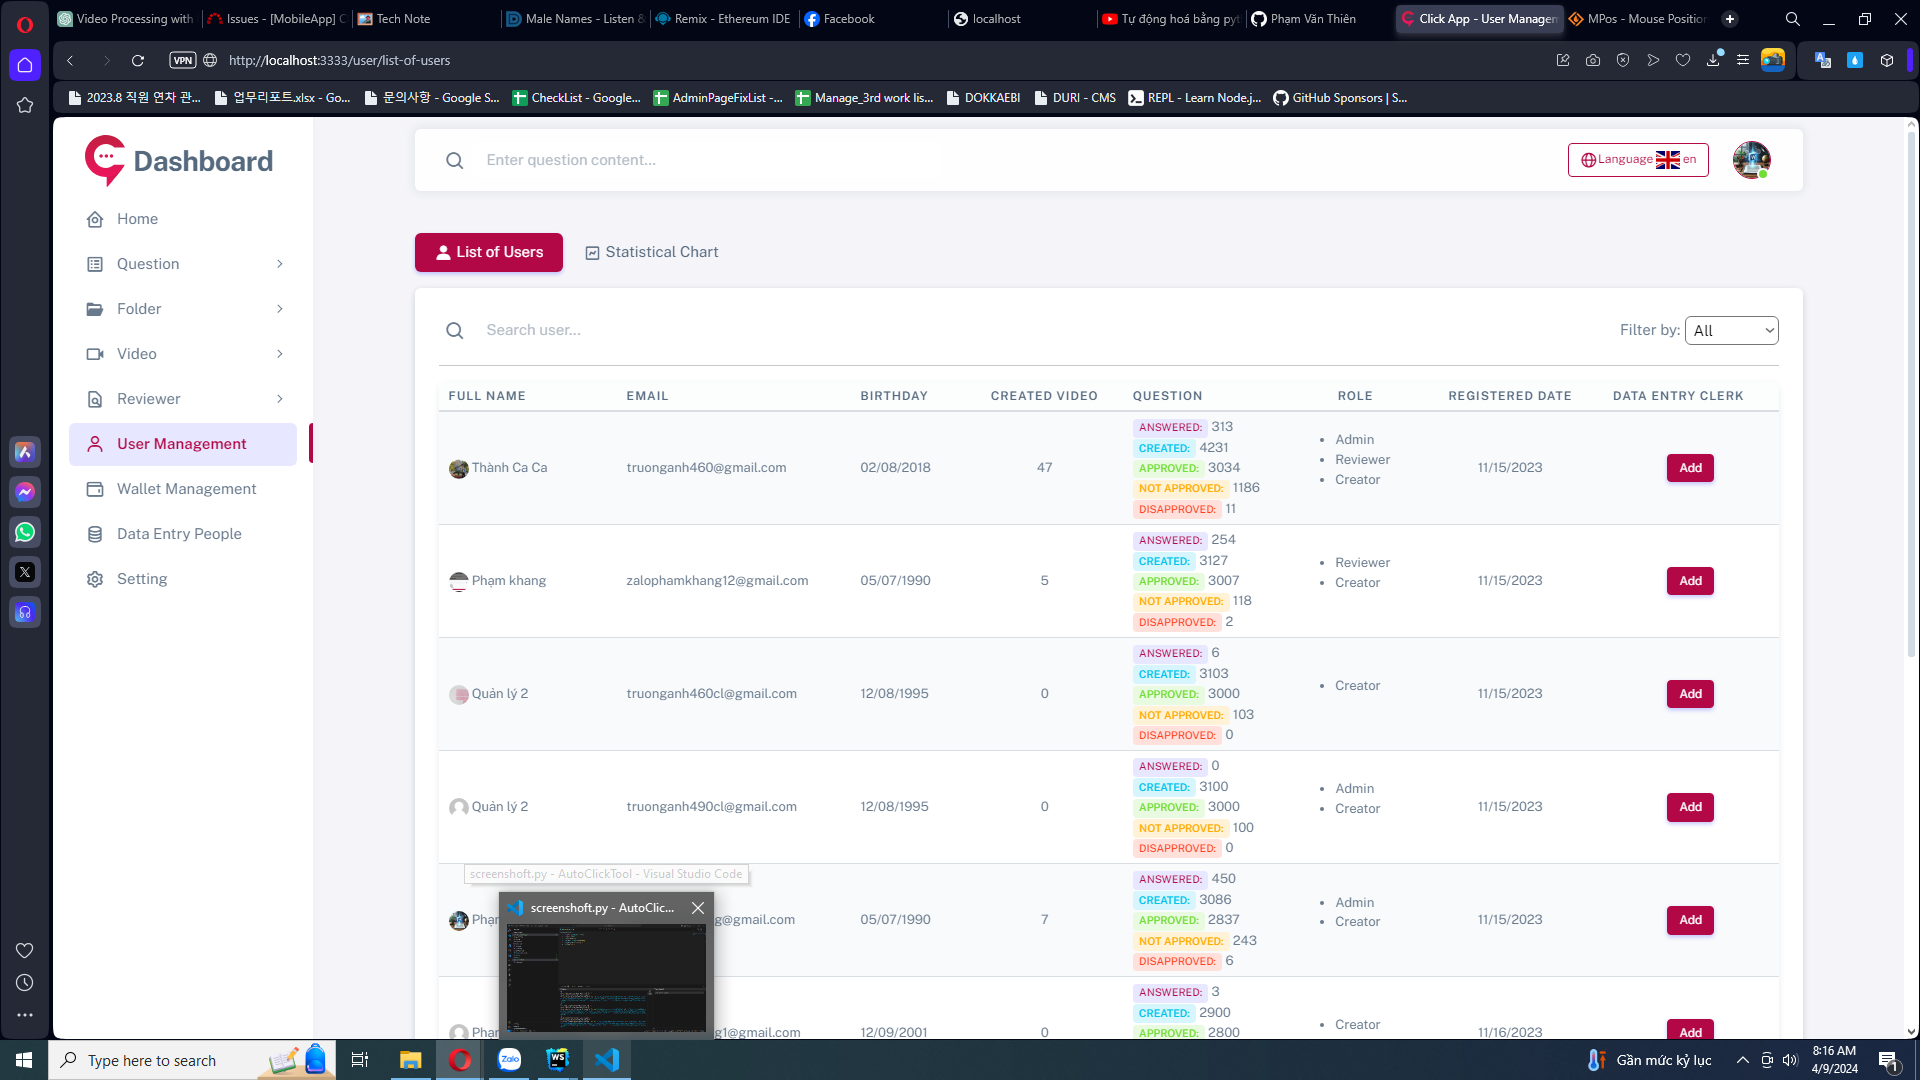 Video Processing with
Issues - [MobileApp] C
Tech Note
Male Names - Listen &
Remix - Ethereum IDE
Facebook
localhost
Tự động hoá bằng pyt
Phạm Văn Thiên
Click App - User Managem
MPos - Mouse Position
VPN
http://localhost:3333/user/list-of-users
2023.8 직원 연차 관...
업무리포트.xlsx - Go...
문의사항 - Google S...
CheckList - Google...
AdminPageFixList -...
Manage_3rd work lis...
DOKKAEBI
DURI - CMS
REPL - Learn Node.j...
GitHub Sponsors | S...
Dashboard
Home
Question
Folder
Video
Reviewer
User Management
Wallet Management
Data Entry People
Setting
Enter question content...
Language en
List of Users
Statistical Chart
Search user...
Filter by: All
FULL NAME EMAIL BIRTHDAY CREATED VIDEO QUESTION ROLE REGISTERED DATE DATA ENTRY CLERK
Thành Ca Ca truonganh460@gmail.com 02/08/2018 47
ANSWERED: 313
CREATED: 4231
APPROVED: 3034
NOT APPROVED: 1186
DISAPPROVED: 11
Admin
Reviewer
Creator
11/15/2023 Add
Phạm khang zalophamkhang12@gmail.com 05/07/1990 5
ANSWERED: 254
CREATED: 3127
APPROVED: 3007
NOT APPROVED: 118
DISAPPROVED: 2
Reviewer
Creator
11/15/2023 Add
Quản lý 2 truonganh460cl@gmail.com 12/08/1995 0
ANSWERED: 6
CREATED: 3103
APPROVED: 3000
NOT APPROVED: 103
DISAPPROVED: 0
Creator
11/15/2023 Add
Quản lý 2 truonganh490cl@gmail.com 12/08/1995 0
ANSWERED: 0
CREATED: 3100
APPROVED: 3000
NOT APPROVED: 100
DISAPPROVED: 0
Admin
Creator
11/15/2023 Add
screenshoft.py - AutoClickTool - Visual Studio Code
screenshoft.py - AutoClic...
Phạ g@gmail.com 05/07/1990 7
ANSWERED: 450
CREATED: 3086
APPROVED: 2837
NOT APPROVED: 243
DISAPPROVED: 6
Admin
Creator
11/15/2023 Add
Phạ g1@gmail.com 12/09/2001 0
ANSWERED: 3
CREATED: 2900
APPROVED: 2800
Creator
11/16/2023 Add
Type here to search
Zalo
WS
Gần mức kỷ lục
8:16 AM
4/9/2024
1